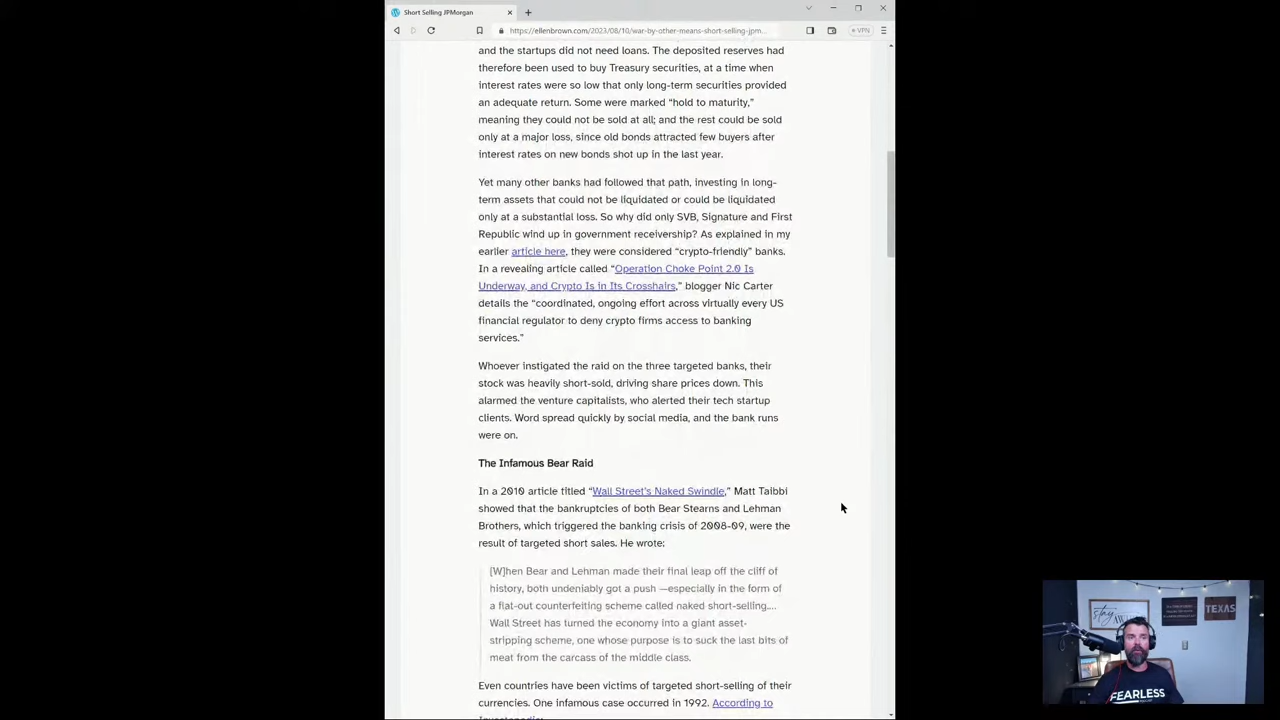 Short Selling JPMorgan
https://ellenbrown.com/2023/08/10/war-by-other-means-short-selling-jpm...
VPN
and the startups did not need loans. The deposited reserves had
therefore been used to buy Treasury securities, at a time when
interest rates were so low that only long-term securities provided
an adequate return. Some were marked “hold to maturity,”
meaning they could not be sold at all; and the rest could be sold
only at a major loss, since old bonds attracted few buyers after
interest rates on new bonds shot up in the last year.
Yet many other banks had followed that path, investing in long-
term assets that could not be liquidated or could be liquidated
only at a substantial loss. So why did only SVB, Signature and First
Republic wind up in government receivership? As explained in my
earlier article here, they were considered “crypto-friendly” banks.
In a revealing article called “Operation Choke Point 2.0 Is
Underway, and Crypto Is in Its Crosshairs,” blogger Nic Carter
details the “coordinated, ongoing effort across virtually every US
financial regulator to deny crypto firms access to banking
services.”
Whoever instigated the raid on the three targeted banks, their
stock was heavily short-sold, driving share prices down. This
alarmed the venture capitalists, who alerted their tech startup
clients. Word spread quickly by social media, and the bank runs
were on.
The Infamous Bear Raid
In a 2010 article titled “Wall Street’s Naked Swindle,” Matt Taibbi
showed that the bankruptcies of both Bear Stearns and Lehman
Brothers, which triggered the banking crisis of 2008-09, were the
result of targeted short sales. He wrote:
[W]hen Bear and Lehman made their final leap off the cliff of
history, both undeniably got a push —especially in the form of
a flat-out counterfeiting scheme called naked short-selling….
Wall Street has turned the economy into a giant asset-
stripping scheme, one whose purpose is to suck the last bits of
meat from the carcass of the middle class.
Even countries have been victims of targeted short-selling of their
currencies. One infamous case occurred in 1992. According to
Investopedia:
stay
TEXAS
FEARLESS